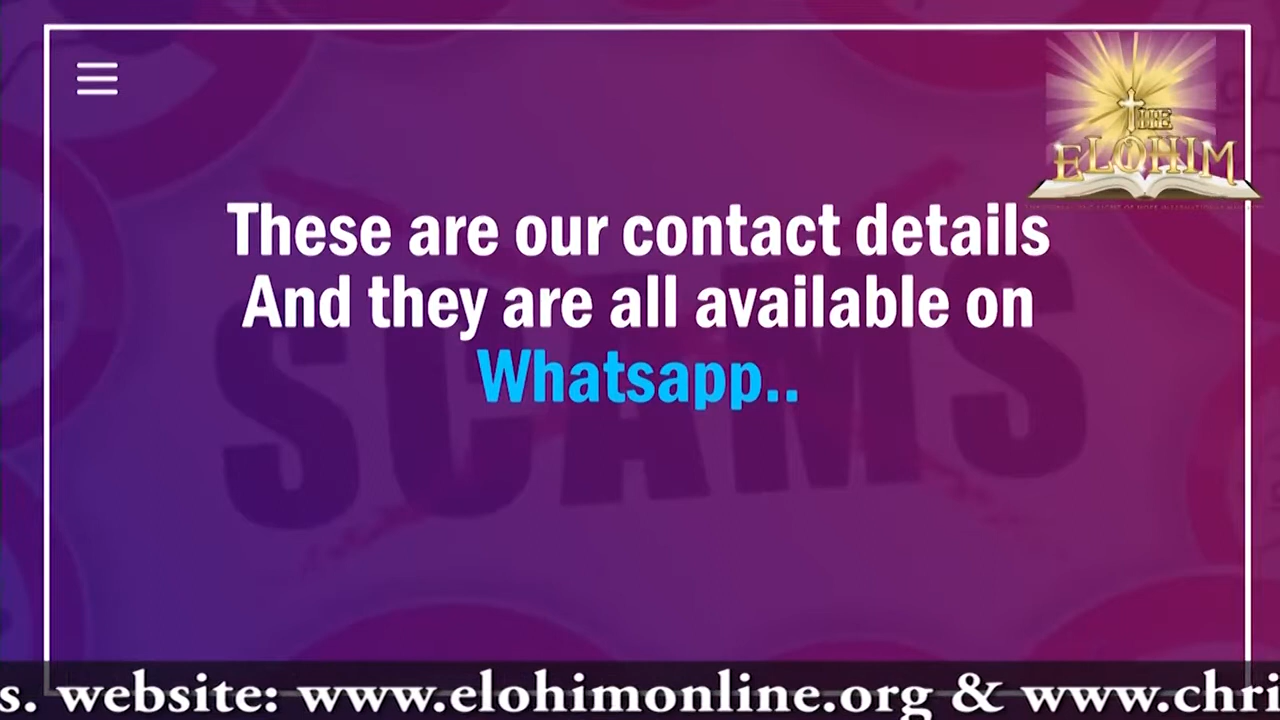 THE
ELOHIM
These are our contact details
And they are all available on
Whatsapp..
SCAMS
s. website: www.elohimonline.org & www.chri